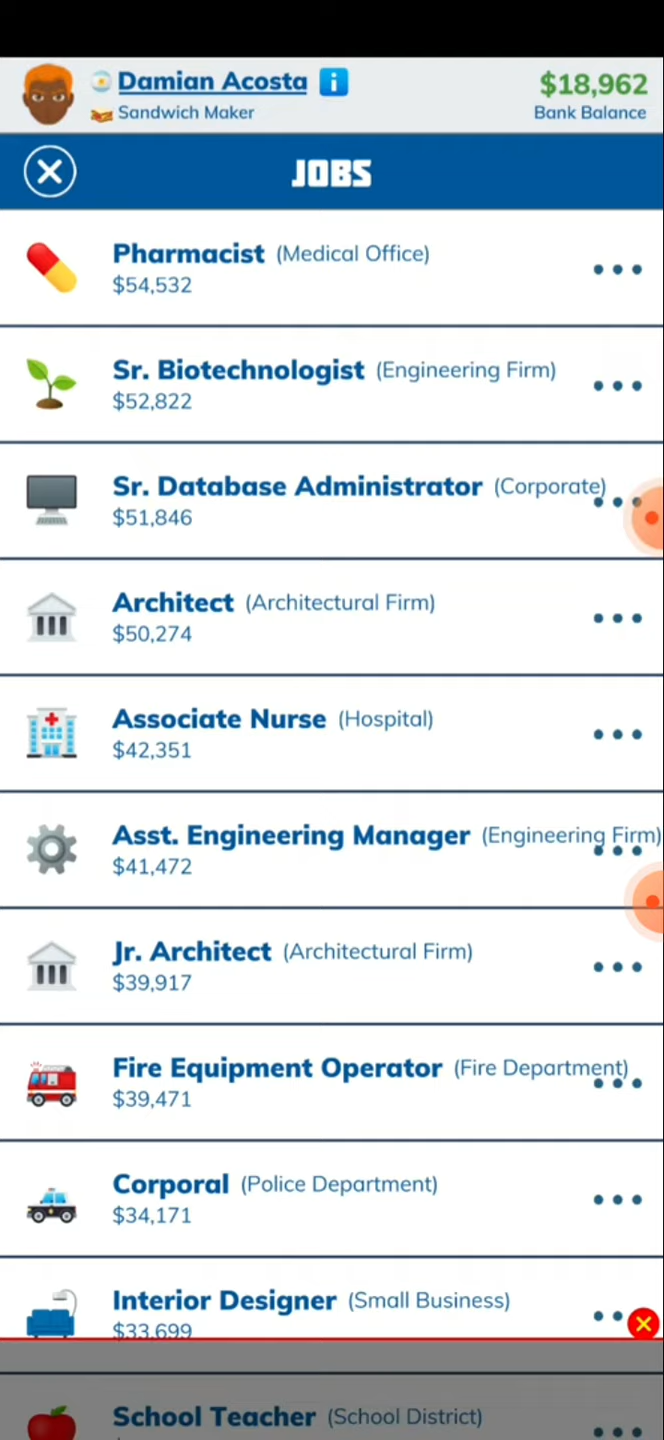 Damian Acosta i
$18,962
Sandwich Maker
Bank Balance
JOBS
Pharmacist (Medical Office)
$54,532
Sr. Biotechnologist (Engineering Firm)
$52,822
Sr. Database Administrator (Corporate)
$51,846
Architect (Architectural Firm)
$50,274
Associate Nurse (Hospital)
$42,351
Asst. Engineering Manager (Engineering Firm)
$41,472
Jr. Architect (Architectural Firm)
$39,917
Fire Equipment Operator (Fire Department)
$39,471
Corporal (Police Department)
$34,171
Interior Designer (Small Business)
$33,699
School Teacher (School District)